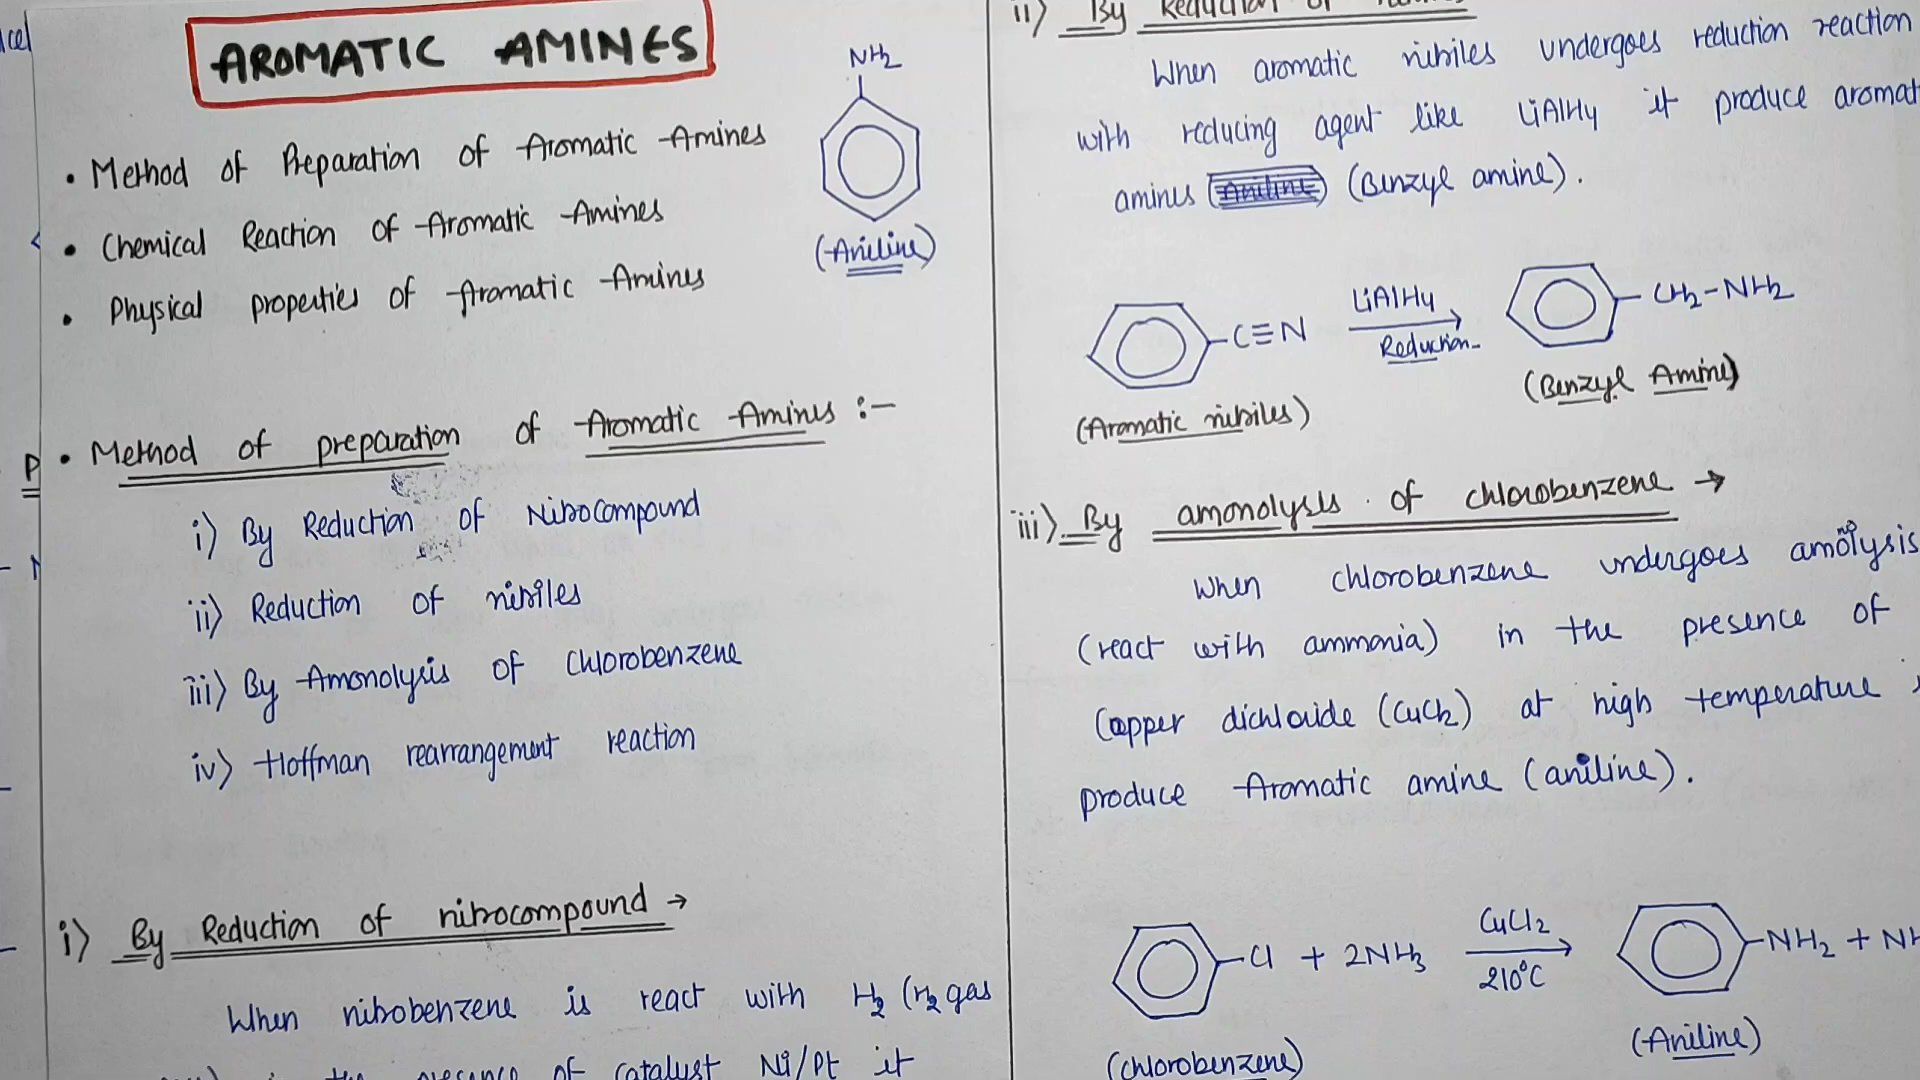 AROMATIC AMINES
NH2
• Method of Preparation of Aromatic Amines
• Chemical Reaction of Aromatic Amines
• Physical properties of Aromatic Amines
(Aniline)
• Method of preparation of Aromatic Amines :-
i) By Reduction of Nitrocompound
ii) Reduction of nitriles
iii) By Amonolysis of Chlorobenzene
iv) Hoffman rearrangement reaction
i) By Reduction of nitrocompound →
When nitrobenzene is react with H2 (H2 gas
presence of catalyst Ni/Pt it
ii) By Reduction of
When aromatic nitriles undergoes reduction reaction
with reducing agent like LiAlH4 it produce aromat
amines (Aniline) (Benzyl amine).
C≡N LiAlH4 Reduction CH2-NH2
(Aromatic nitriles) (Benzyl Amine)
iii) By amonolysis of chlorobenzene →
When chlorobenzene undergoes amonolysis
(react with ammonia) in the presence of
Copper dichloride (CuCl2) at high temperature
produce Aromatic amine (aniline).
Cl + 2NH3 CuCl2 210°C NH2 + NH
(chlorobenzene) (Aniline)